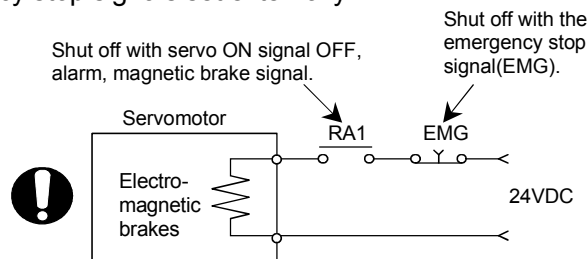 Shut off with the
emergency stop
signal(EMG).
Shut off with servo ON signal OFF,
alarm, magnetic brake signal.
Servomotor
RA1
EMG
Electro-
magnetic
brakes
24VDC